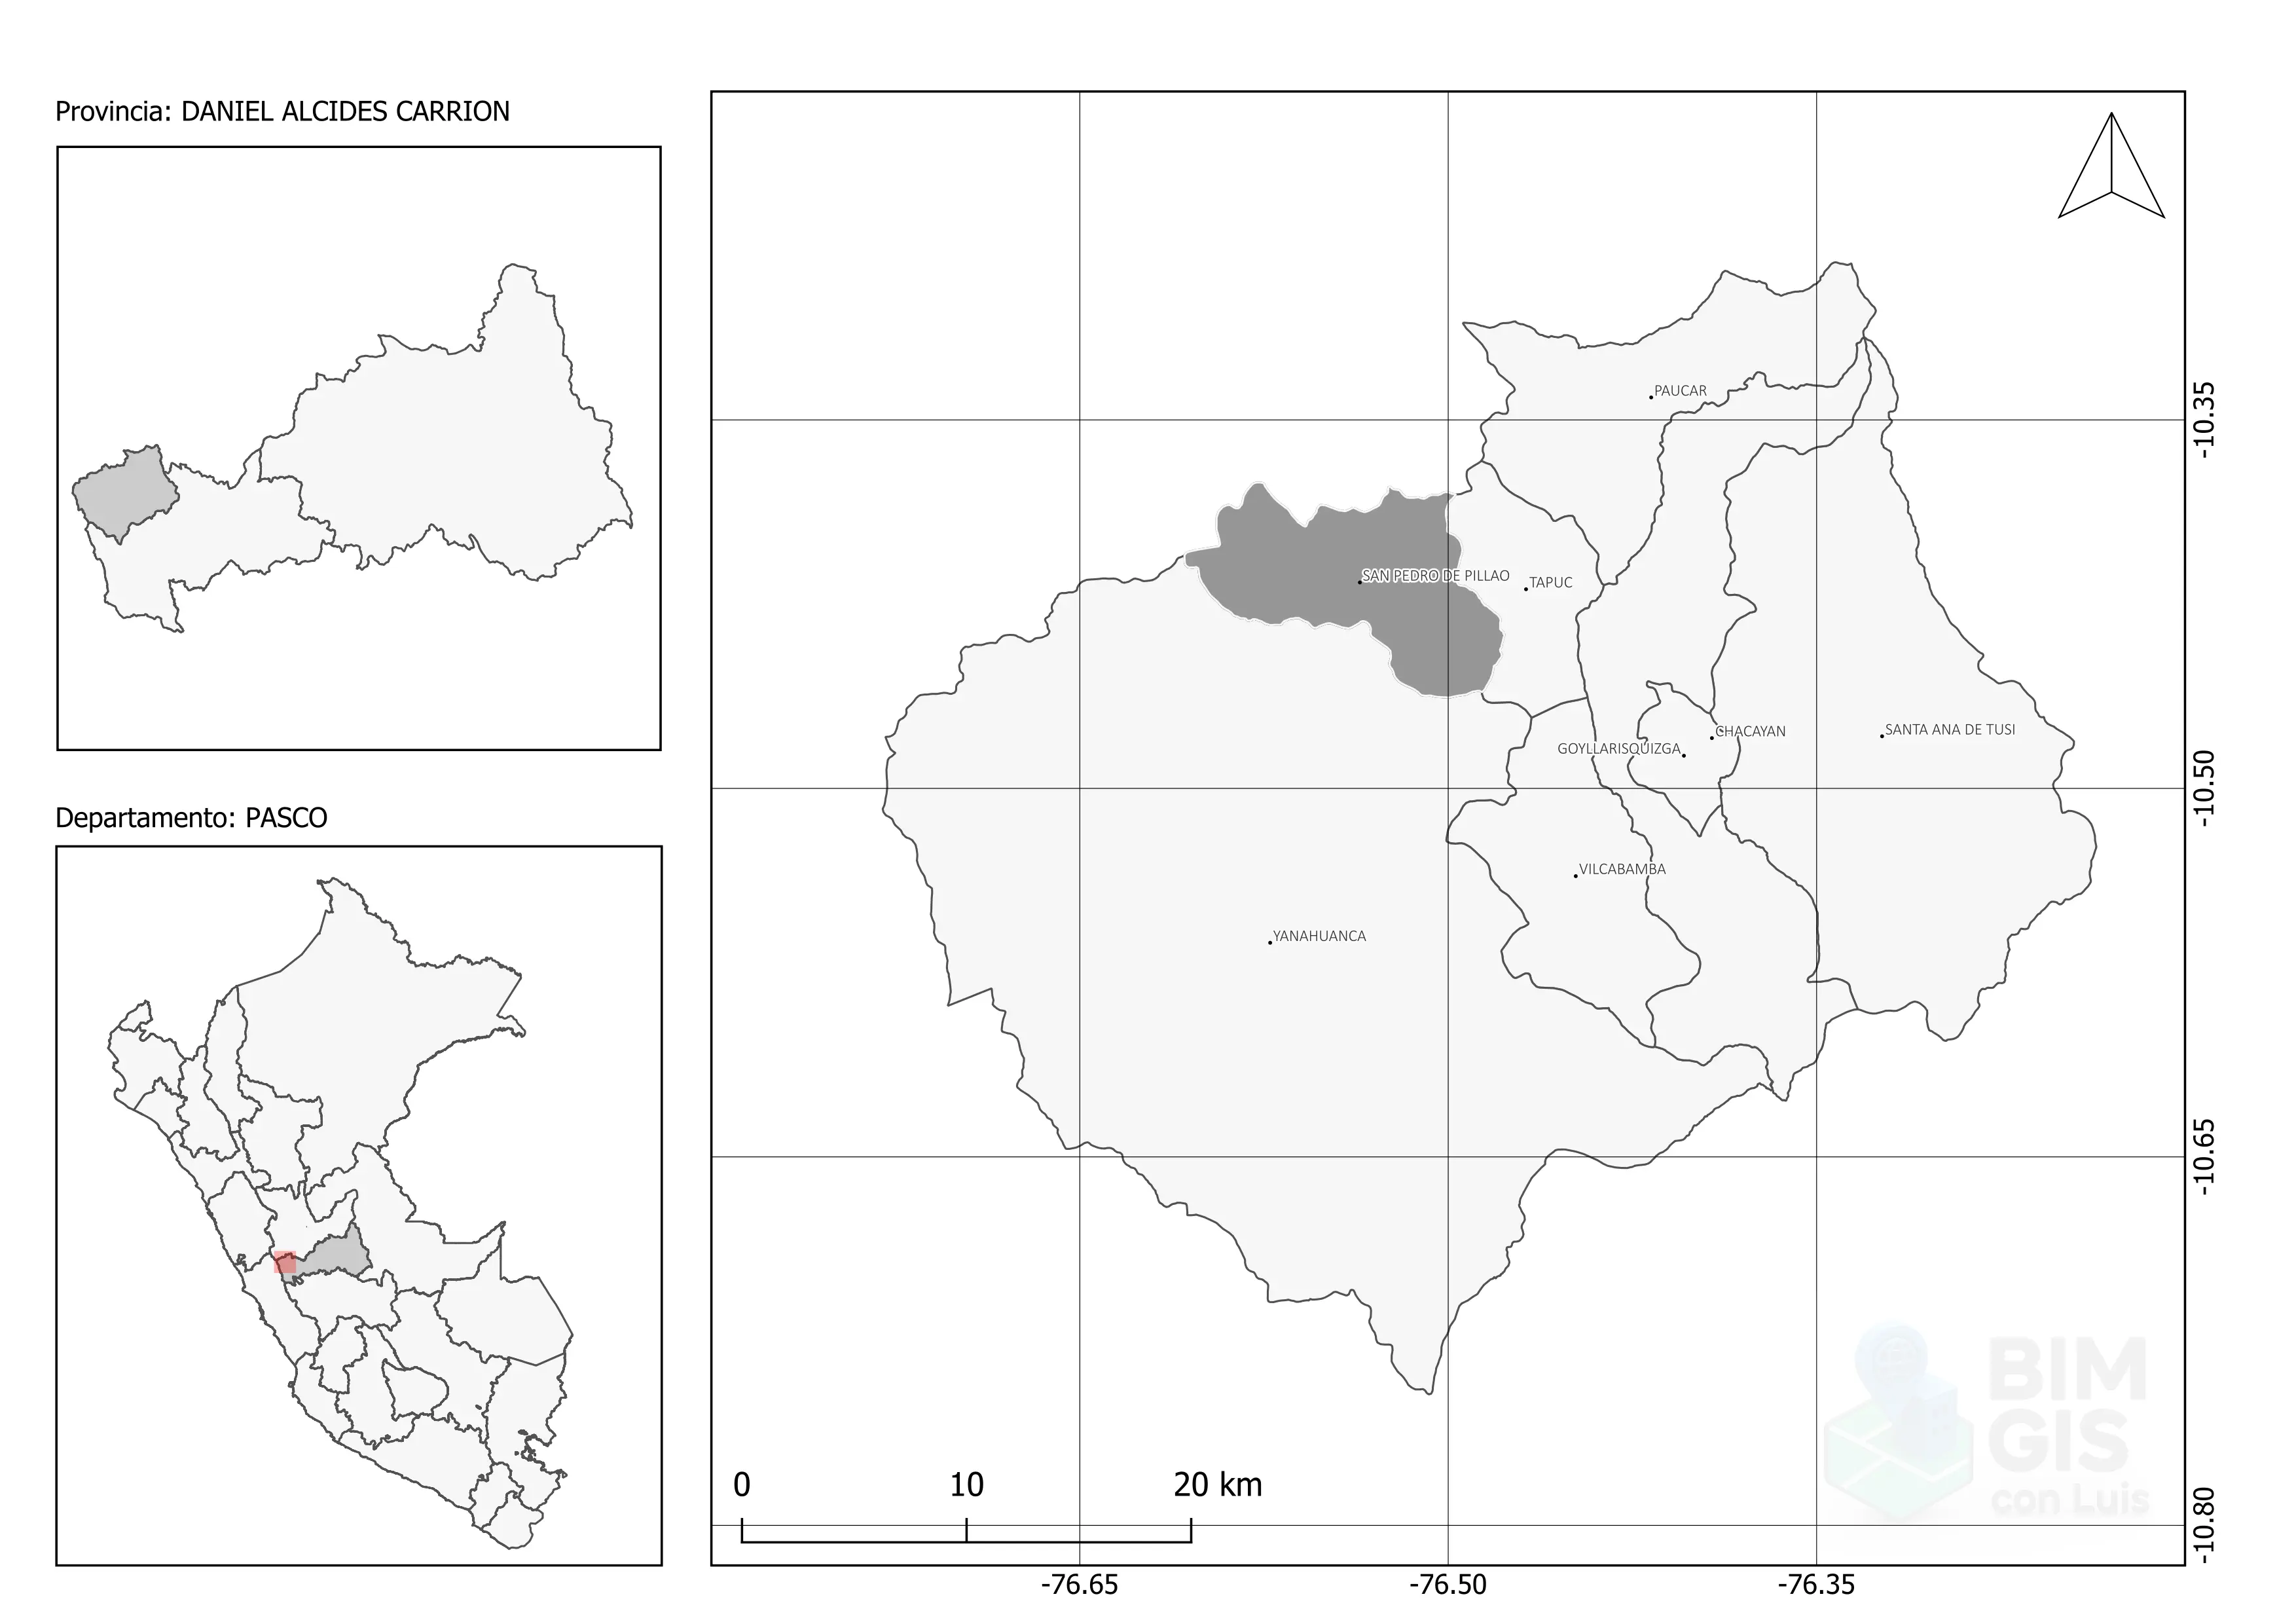 Provincia: DANIEL ALCIDES CARRION
Departamento: PASCO
PAUCAR
SAN PEDRO DE PILLAO
TAPUC
CHACAYAN
GOYLLARISQUIZGA
SANTA ANA DE TUSI
VILCABAMBA
YANAHUANCA
-10.35
-10.50
-10.65
-10.80
0 10 20 km
-76.65 -76.50 -76.35
BIM
GIS
con Luis